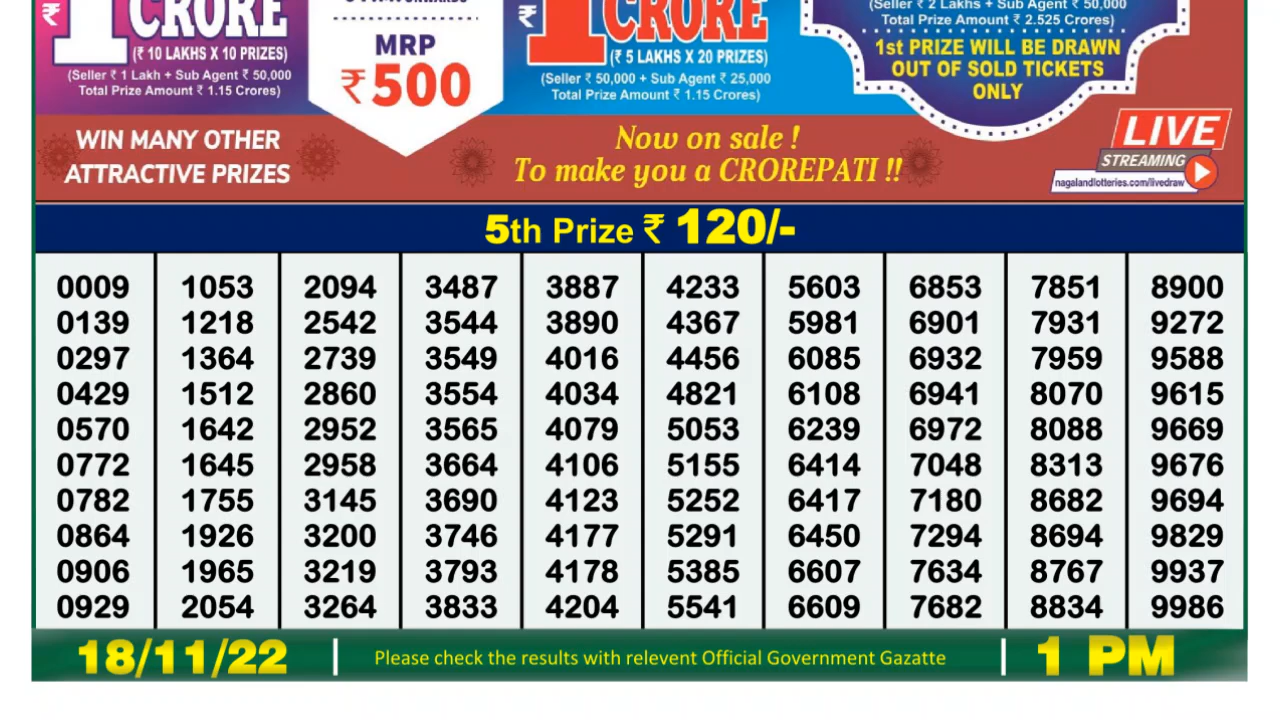 ₹ 1 CRORE
(₹ 10 LAKHS X 10 PRIZES)
(Seller ₹ 1 Lakh + Sub Agent ₹ 50,000
Total Prize Amount ₹ 1.15 Crores)
MRP
₹500
₹ 1 CRORE
(₹ 5 LAKHS X 20 PRIZES)
(Seller ₹ 50,000 + Sub Agent ₹ 25,000
Total Prize Amount ₹ 1.15 Crores)
(Seller ₹ 2 Lakhs + Sub Agent ₹ 50,000
Total Prize Amount ₹ 2.525 Crores)
1st PRIZE WILL BE DRAWN
OUT OF SOLD TICKETS
ONLY
WIN MANY OTHER
ATTRACTIVE PRIZES
Now on sale !
To make you a CROREPATI !!
LIVE
STREAMING
nagalandlotteries.com/livedraw
5th Prize ₹ 120/-
0009 1053 2094 3487 3887 4233 5603 6853 7851 8900
0139 1218 2542 3544 3890 4367 5981 6901 7931 9272
0297 1364 2739 3549 4016 4456 6085 6932 7959 9588
0429 1512 2860 3554 4034 4821 6108 6941 8070 9615
0570 1642 2952 3565 4079 5053 6239 6972 8088 9669
0772 1645 2958 3664 4106 5155 6414 7048 8313 9676
0782 1755 3145 3690 4123 5252 6417 7180 8682 9694
0864 1926 3200 3746 4177 5291 6450 7294 8694 9829
0906 1965 3219 3793 4178 5385 6607 7634 8767 9937
0929 2054 3264 3833 4204 5541 6609 7682 8834 9986
18/11/22 | Please check the results with relevent Official Government Gazatte | 1 PM